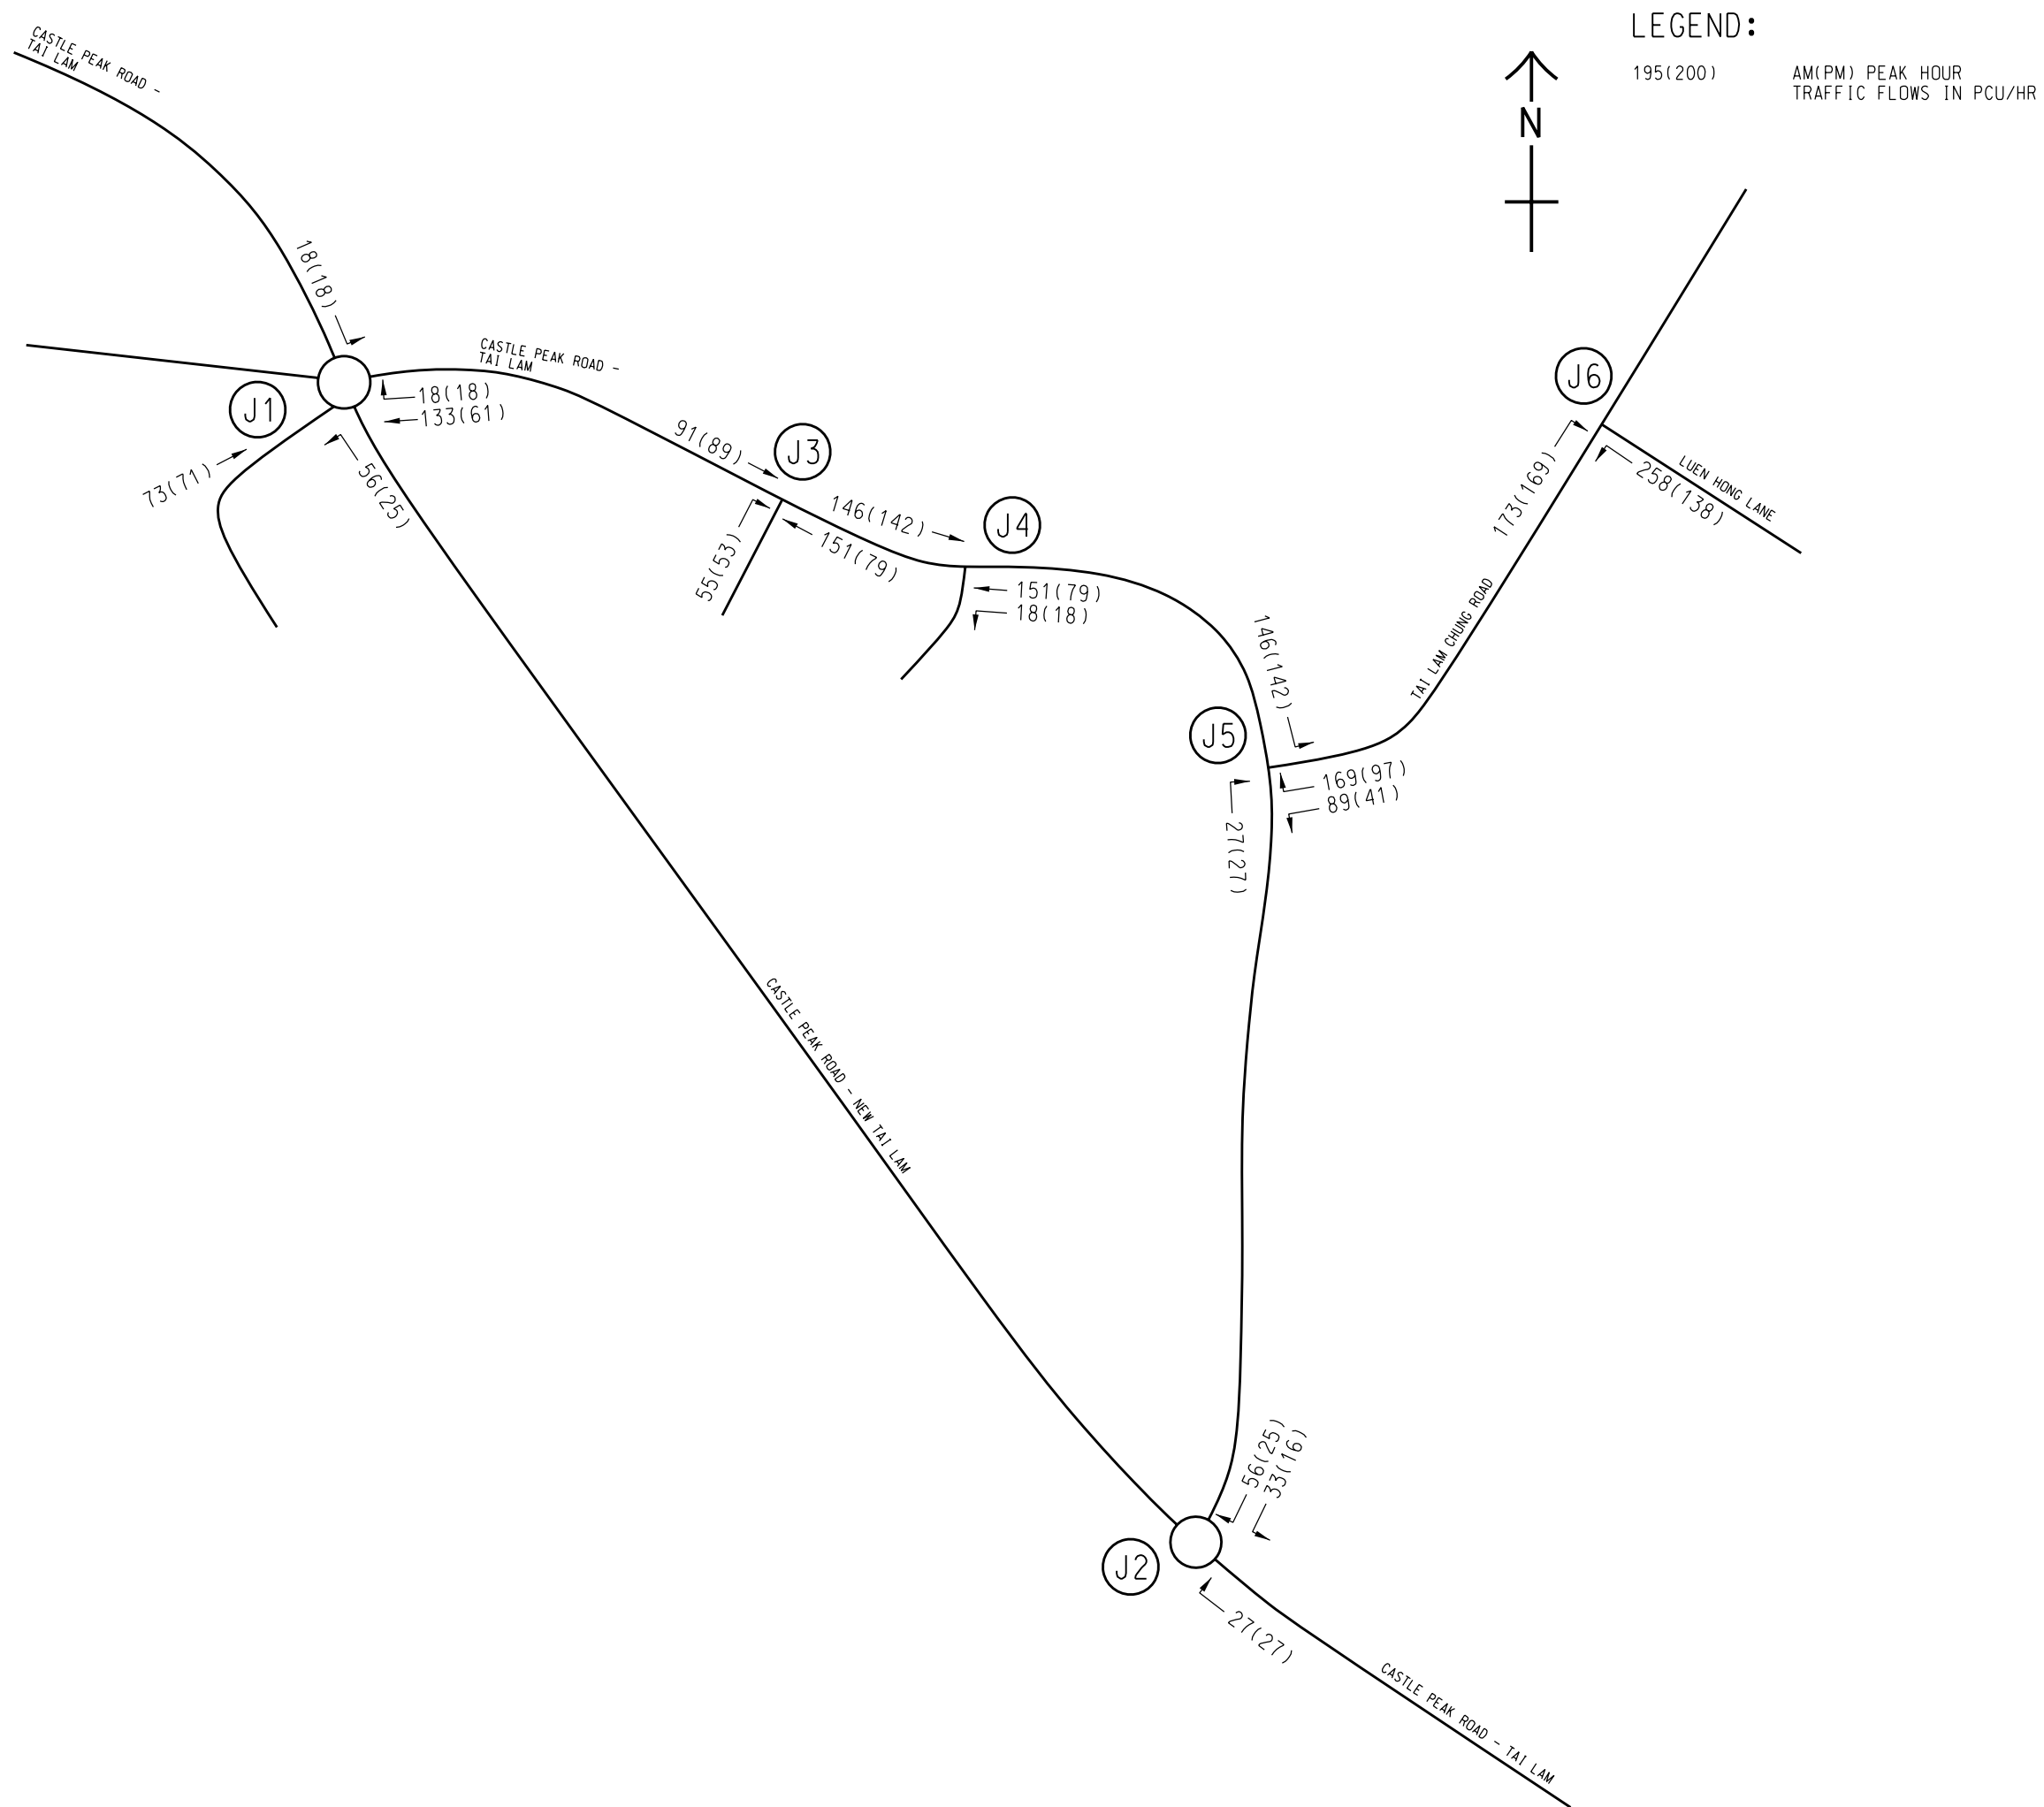 LEGEND:
195(200)
AM(PM) PEAK HOUR
TRAFFIC FLOWS IN PCU/HR
N
CASTLE PEAK ROAD -
TAI LAM
18(18)
J1
CASTLE PEAK ROAD -
TAI LAM
18(18)
133(61)
73(71)
56(25)
91(89)
J3
146(142)
J4
55(53)
151(79)
151(79)
18(18)
J6
173(169)
258(138)
LUEN HONG LANE
TAI LAM CHUNG ROAD
146(142)
J5
169(97)
89(41)
27(27)
CASTLE PEAK ROAD - NEW TAI LAM
56(25)
33(16)
J2
27(27)
CASTLE PEAK ROAD - TAI LAM